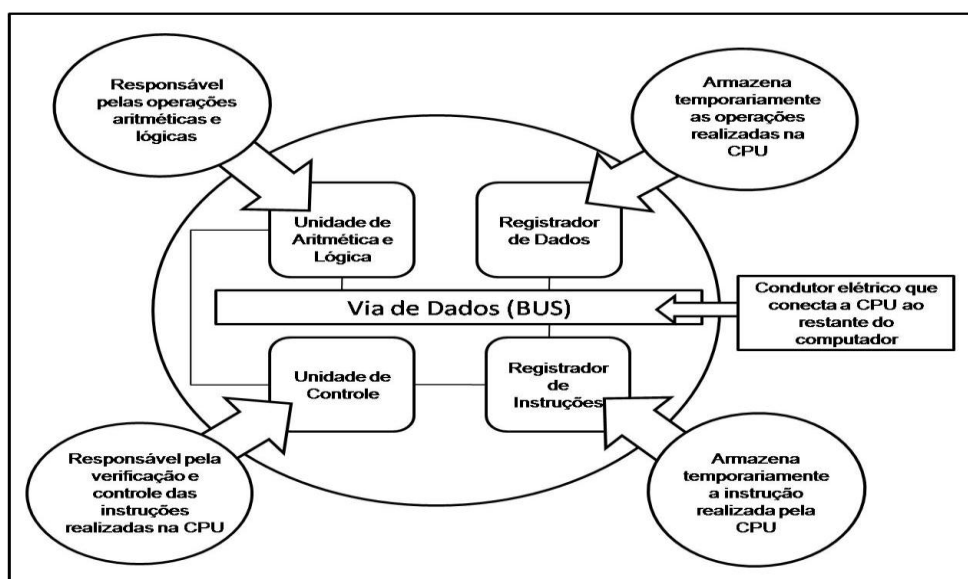 Responsável
pelas operações
aritméticas e
lógicas
Armazena
temporariamente
as operações
realizadas na
CPU
Unidade de
Aritmética e
Lógica
Registrador
de Dados
Via de Dados (BUS)
Condutor elétrico que
conecta a CPU ao
restante do
computador
Unidade de
Controle
Registrador
de
Instruções
Responsável pela
verificação e
controle das
instruções
realizadas na CPU
Armazena
temporariamente
a instrução
realizada pela
CPU